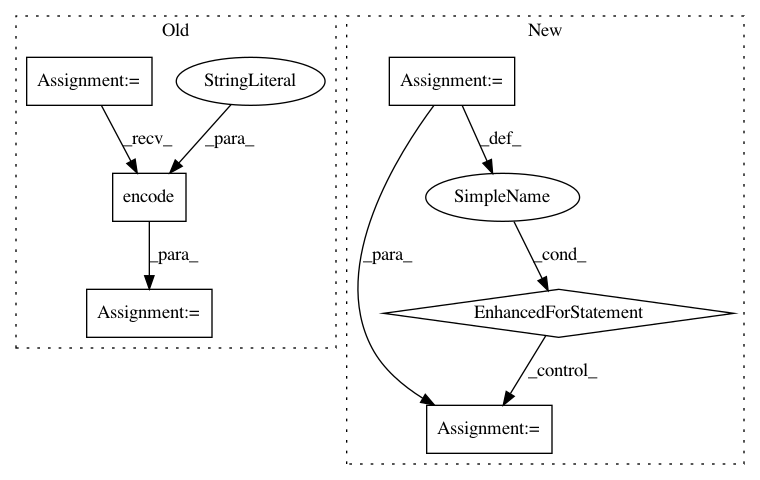 Old
New
Assignment:=
StringLiteral
Assignment:=
_recv_
_para_
_def_
encode
SimpleName
_para_
_para_
_cond_
Assignment:=
EnhancedForStatement
_control_
Assignment:=